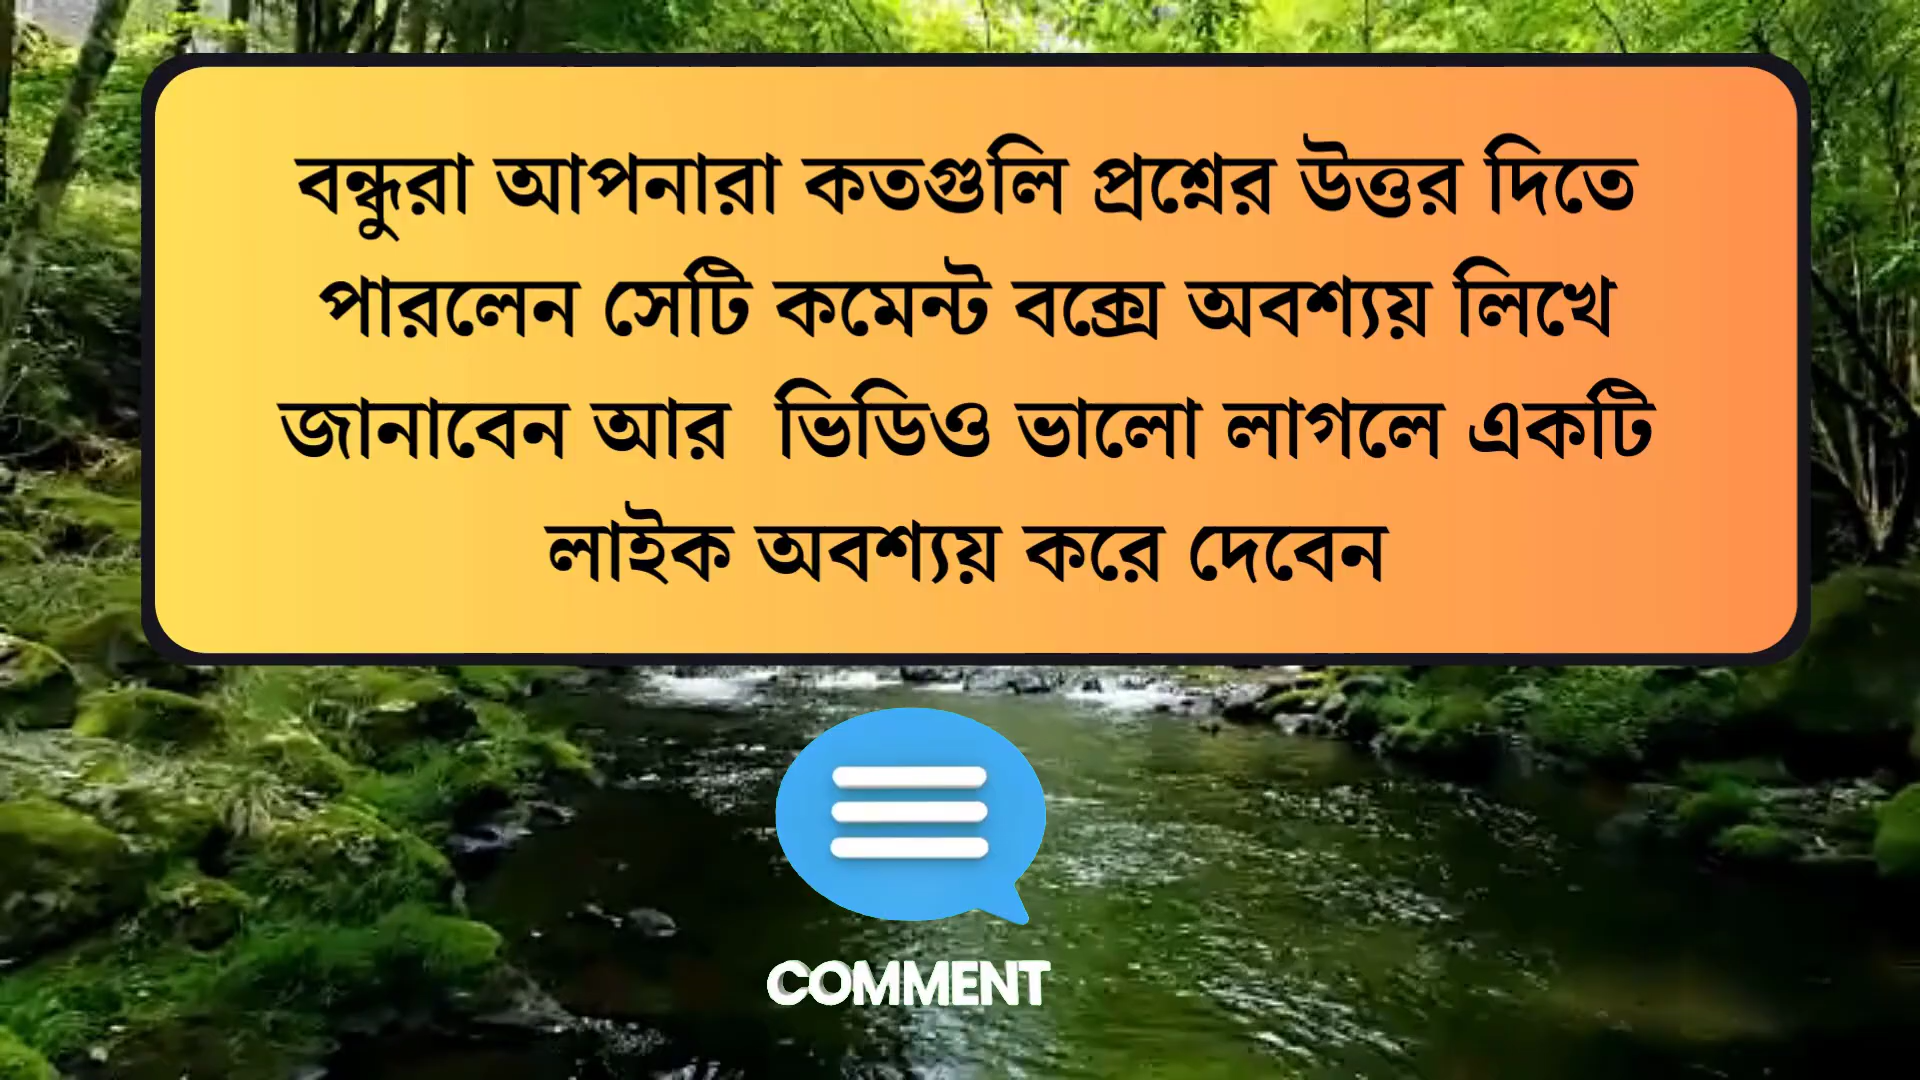 বন্ধুরা আপনারা কতগুলি প্রশ্নের উত্তর দিতে
পারলেন সেটি কমেন্ট বক্সে অবশ্যয় লিখে
জানাবেন আর  ভিডিও ভালো লাগলে একটি
লাইক অবশ্যয় করে দেবেন
COMMENT